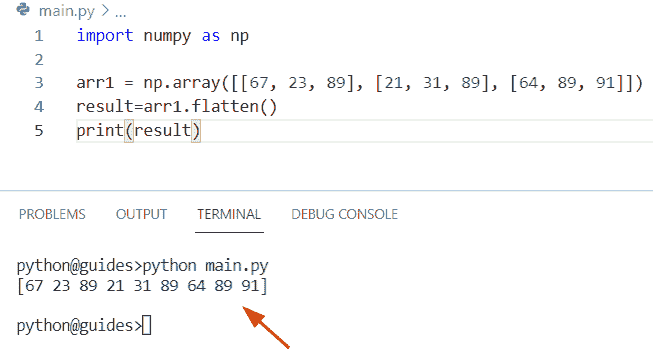 main.py > ...
1 import numpy as np
2
3 arr1 = np.array([[67, 23, 89], [21, 31, 89], [64, 89, 91]])
4 result=arr1.flatten()
5 print(result)
PROBLEMS OUTPUT TERMINAL DEBUG CONSOLE
python@guides>python main.py
[67 23 89 21 31 89 64 89 91]
python@guides>